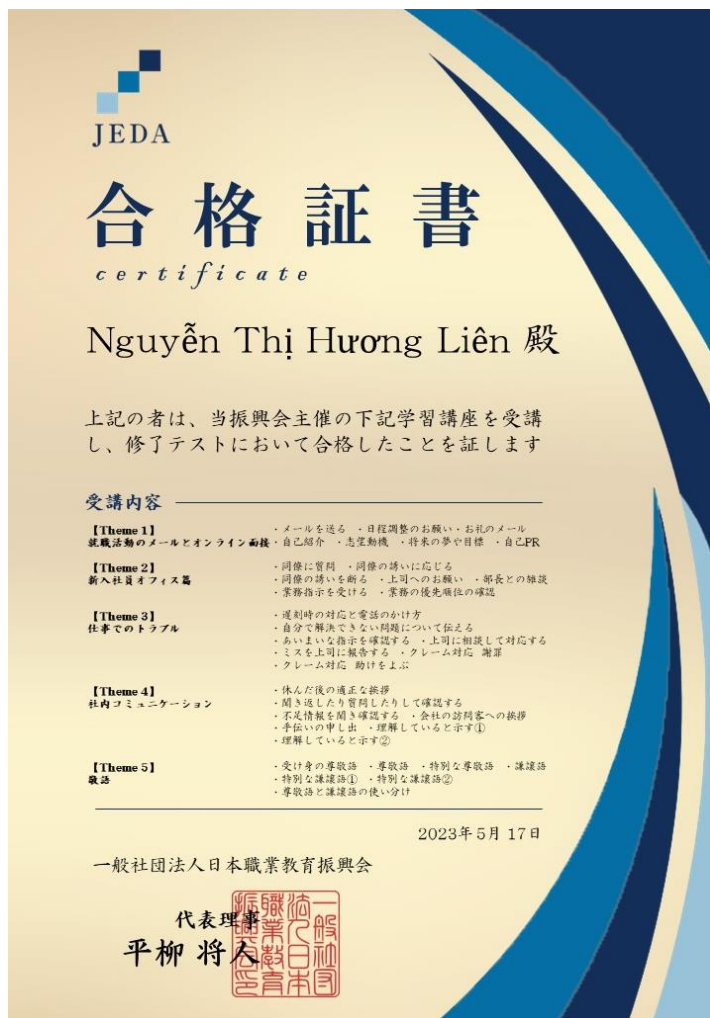 JEDA
合格証書
certificate
Nguyễn Thị Hương Liên 殿
上記の者は、当振興会主催の下記学習講座を受講
し、修了テストにおいて合格したことを証します
受講内容
【Theme 1】 ・メールを送る ・日程調整のお願い・お礼のメール
就職活動のメールとオンライン面接・自己紹介 ・志望動機 ・将来の夢や目標 ・自己PR
【Theme 2】 ・同僚に質問 ・同僚の誘いに応じる
新入社員オフィス篇 ・同僚の誘いを断る ・上司へのお願い ・部長との雑談
・業務指示を受ける ・業務の優先順位の確認
【Theme 3】 ・遅刻時の対応と電話のかけ方
仕事でのトラブル ・自分で解決できない問題について伝える
・あいまいな指示を確認する ・上司に相談して対応する
・ミスを上司に報告する ・クレーム対応 謝罪
・クレーム対応 助けをよぶ
【Theme 4】 ・休んだ後の適正な挨拶
社内コミュニケーション ・聞き返したり質問したりして確認する
・不足情報を聞き確認する ・会社の訪問客への挨拶
・手伝いの申し出 ・理解していると示す①
・理解していると示す②
【Theme 5】 ・受け身の尊敬語 ・尊敬語 ・特別な尊敬語 ・謙譲語
敬語 ・特別な謙譲語① ・特別な謙譲語②
・尊敬語と謙譲語の使い分け
2023年5月17日
一般社団法人日本職業教育振興会
代表理事
平柳 将人
一般社団
法人日本
職業教育
振興会印